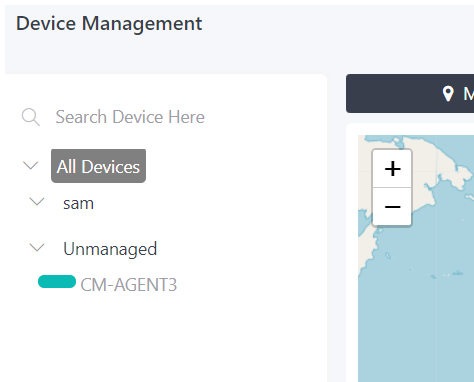 Device Management
Search Device Here
M
All Devices
+
sam
−
Unmanaged
CM-AGENT3